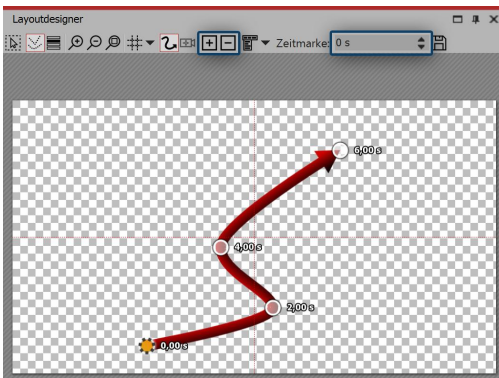 Layoutdesigner
Zeitmarke: 0 s
6,00 s
4,00 s
2,00 s
0,00 s